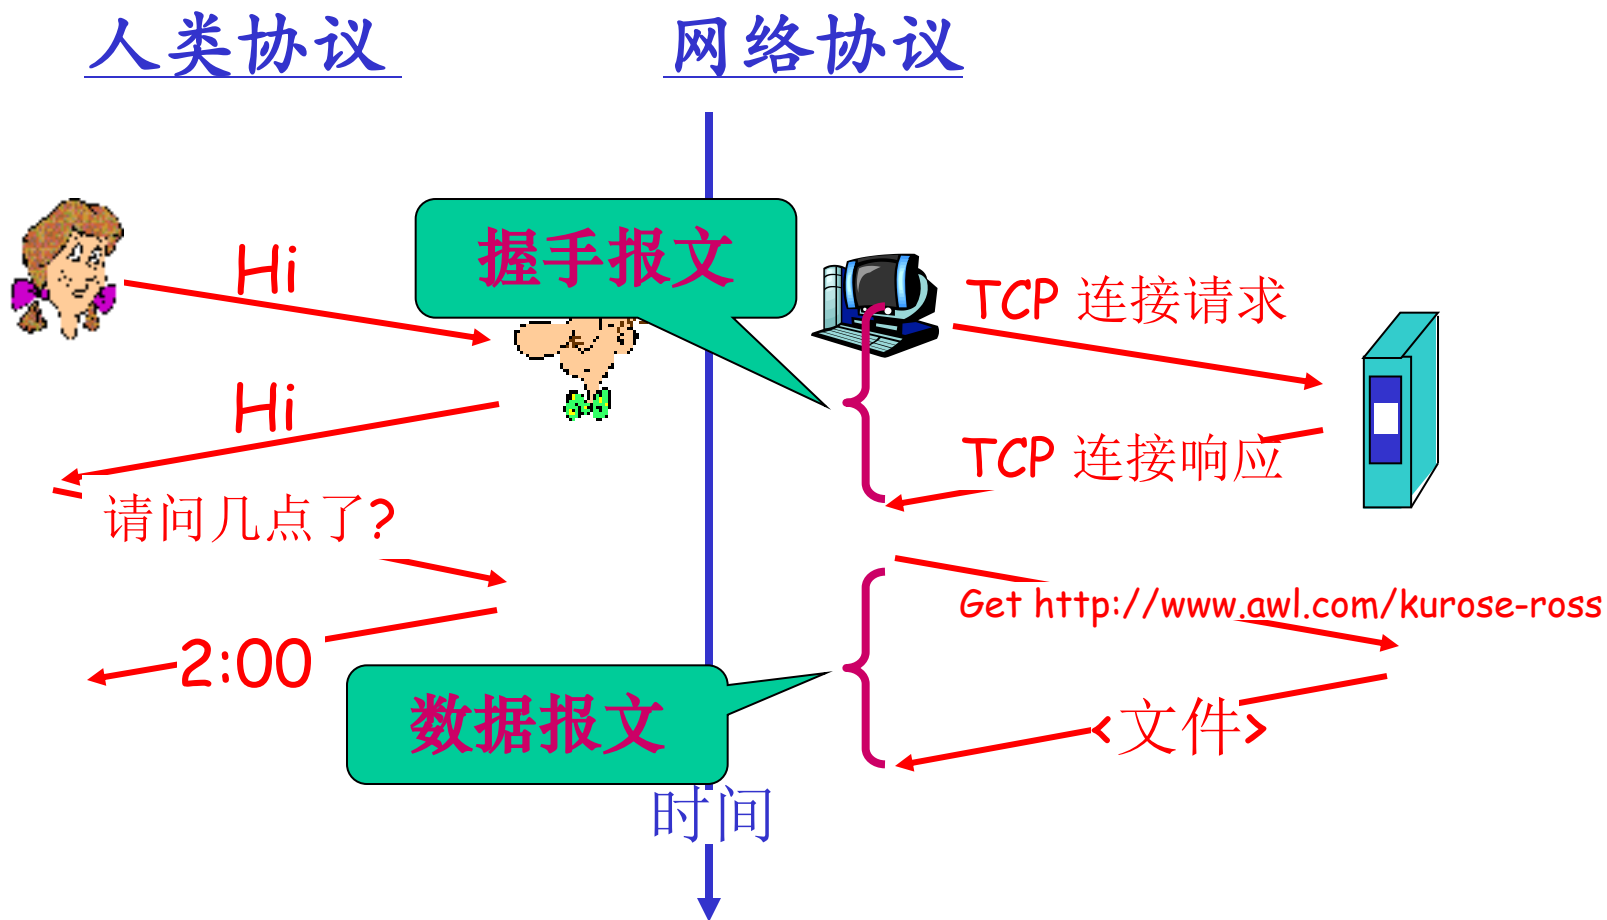 人类协议
网络协议
握手报文
Hi
TCP 连接请求
Hi
TCP 连接响应
请问几点了?
Get http://www.awl.com/kurose-ross
2:00
数据报文
<文件>
时间